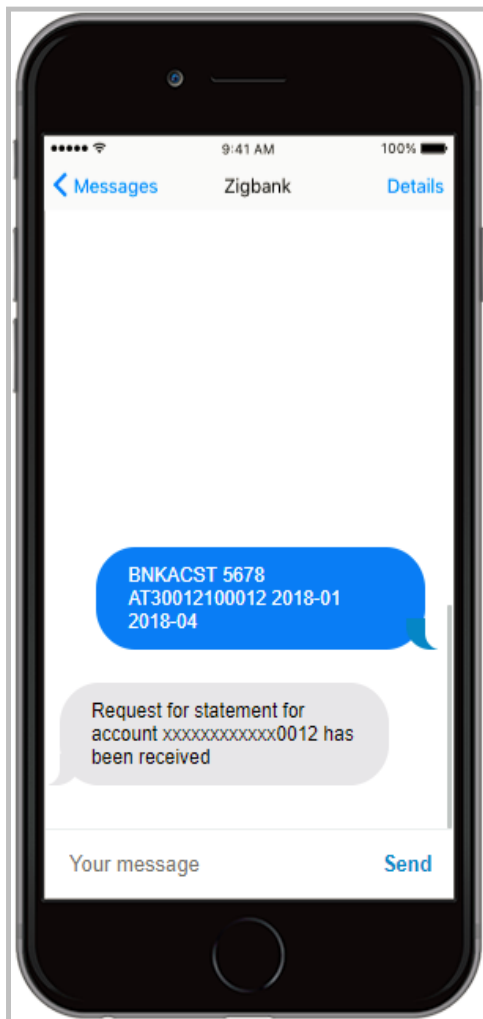 9:41 AM 100%
Messages Zigbank Details
BNKACST 5678
AT30012100012 2018-01
2018-04
Request for statement for
account xxxxxxxxxxxxx0012 has
been received
Your message Send